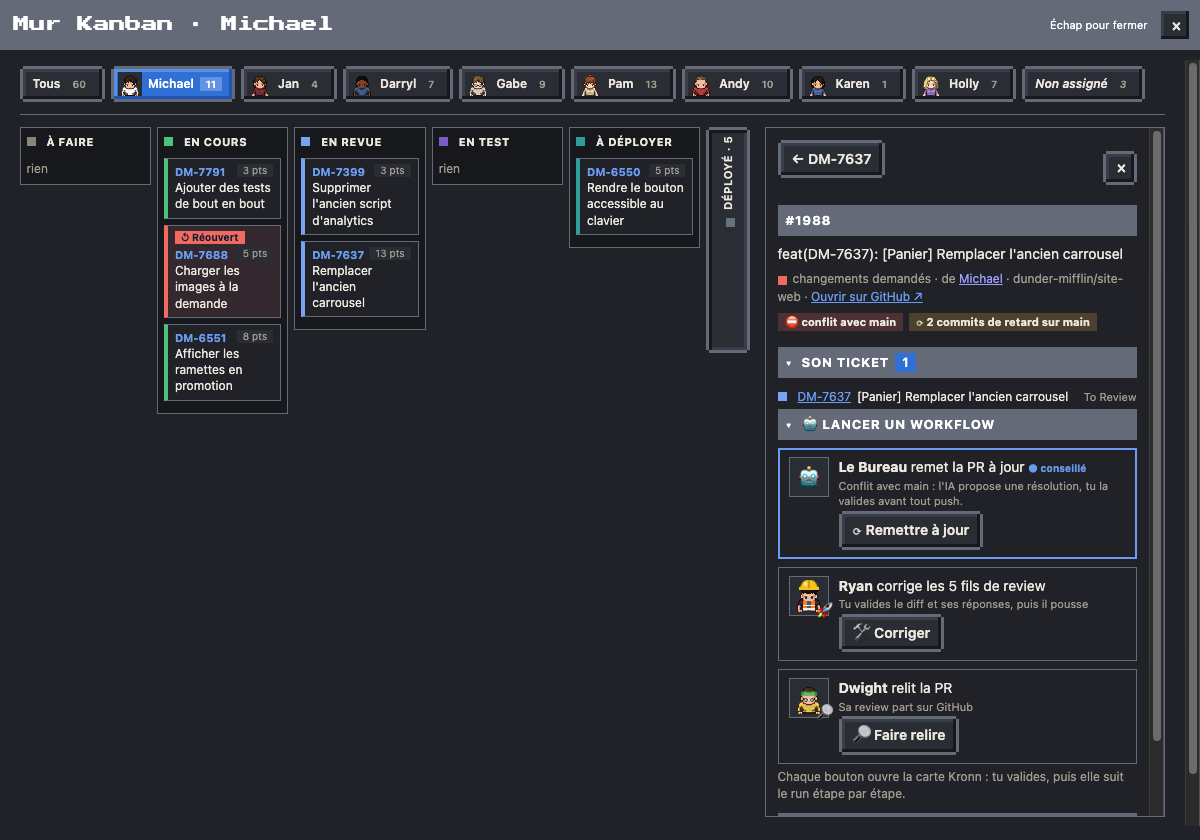 Mur Kanban · Michael
Échap pour fermer
×
Tous 60
Michael 11
Jan 4
Darryl 7
Gabe 9
Pam 13
Andy 10
Karen 1
Holly 7
Non assigné 3
À FAIRE
rien
EN COURS
DM-7791 3 pts
Ajouter des tests
de bout en bout
↺ Réouvert
DM-7688 5 pts
Charger les
images à la
demande
DM-6551 8 pts
Afficher les
ramettes en
promotion
EN REVUE
DM-7399 3 pts
Supprimer
l'ancien script
d'analytics
DM-7637 13 pts
Remplacer
l'ancien
carrousel
EN TEST
rien
À DÉPLOYER
DM-6550 5 pts
Rendre le bouton
accessible au
clavier
DÉPLOYÉ · 5
← DM-7637
×
#1988
feat(DM-7637): [Panier] Remplacer l'ancien carrousel
changements demandés · de Michael · dunder-mifflin/site-
web · Ouvrir sur GitHub ↗
⛔ conflit avec main
⟳ 2 commits de retard sur main
▾ SON TICKET 1
DM-7637 [Panier] Remplacer l'ancien carrousel To Review
▾ 🤖 LANCER UN WORKFLOW
Le Bureau remet la PR à jour ● conseillé
Conflit avec main : l'IA propose une résolution, tu la
valides avant tout push.
⟳ Remettre à jour
Ryan corrige les 5 fils de review
Tu valides le diff et ses réponses, puis il pousse
🛠 Corriger
Dwight relit la PR
Sa review part sur GitHub
🔎 Faire relire
Chaque bouton ouvre la carte Kronn : tu valides, puis elle suit
le run étape par étape.